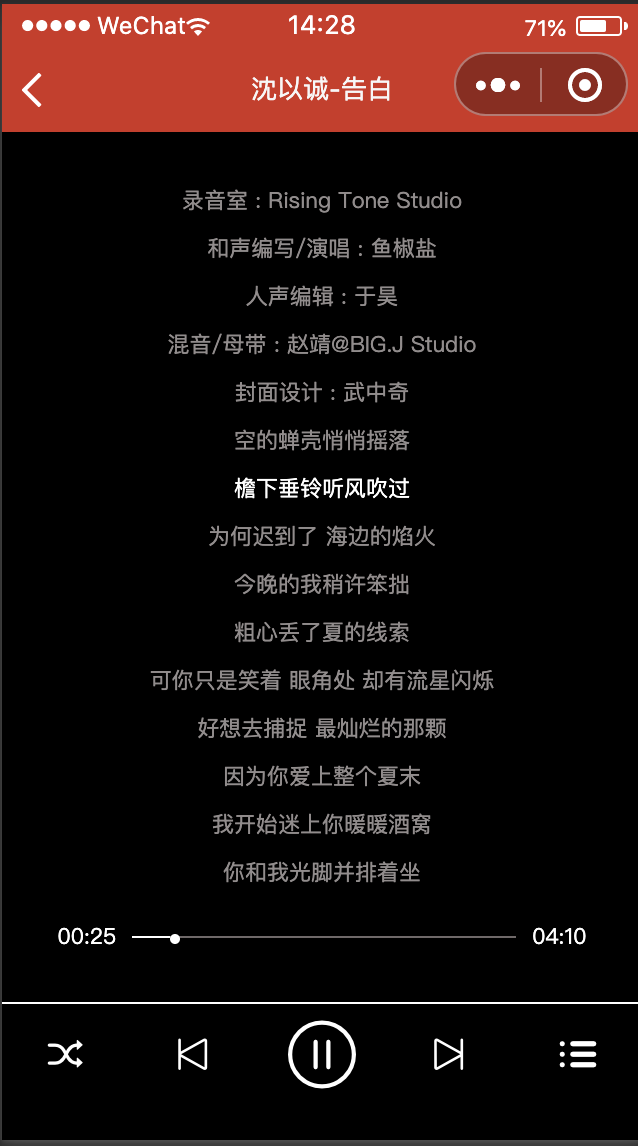 ●●●●● WeChat 14:28 71%
沈以诚-告白
录音室 : Rising Tone Studio
和声编写/演唱 : 鱼椒盐
人声编辑 : 于昊
混音/母带 : 赵靖@BIG.J Studio
封面设计 : 武中奇
空的蝉壳悄悄摇落
檐下垂铃听风吹过
为何迟到了 海边的焰火
今晚的我稍许笨拙
粗心丢了夏的线索
可你只是笑着 眼角处 却有流星闪烁
好想去捕捉 最灿烂的那颗
因为你爱上整个夏末
我开始迷上你暖暖酒窝
你和我光脚并排着坐
00:25 04:10